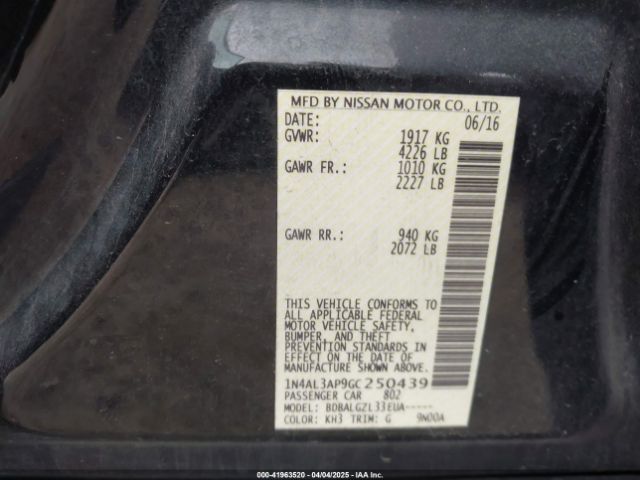 MFD BY NISSAN MOTOR CO., LTD.
DATE: 06/16
GVWR: 1917 KG
4226 LB
GAWR FR.: 1010 KG
2227 LB
GAWR RR.: 940 KG
2072 LB
THIS VEHICLE CONFORMS TO
ALL APPLICABLE FEDERAL
MOTOR VEHICLE SAFETY,
BUMPER, AND THEFT
PREVENTION STANDARDS IN
EFFECT ON THE DATE OF
MANUFACTURE SHOWN ABOVE.
1N4AL3AP9GC250439
PASSENGER CAR 802
MODEL: BDBALGZL33EUA-----
COLOR: KH3 TRIM: G 9N00A
000-41963520 - 04/04/2025 - IAA Inc.